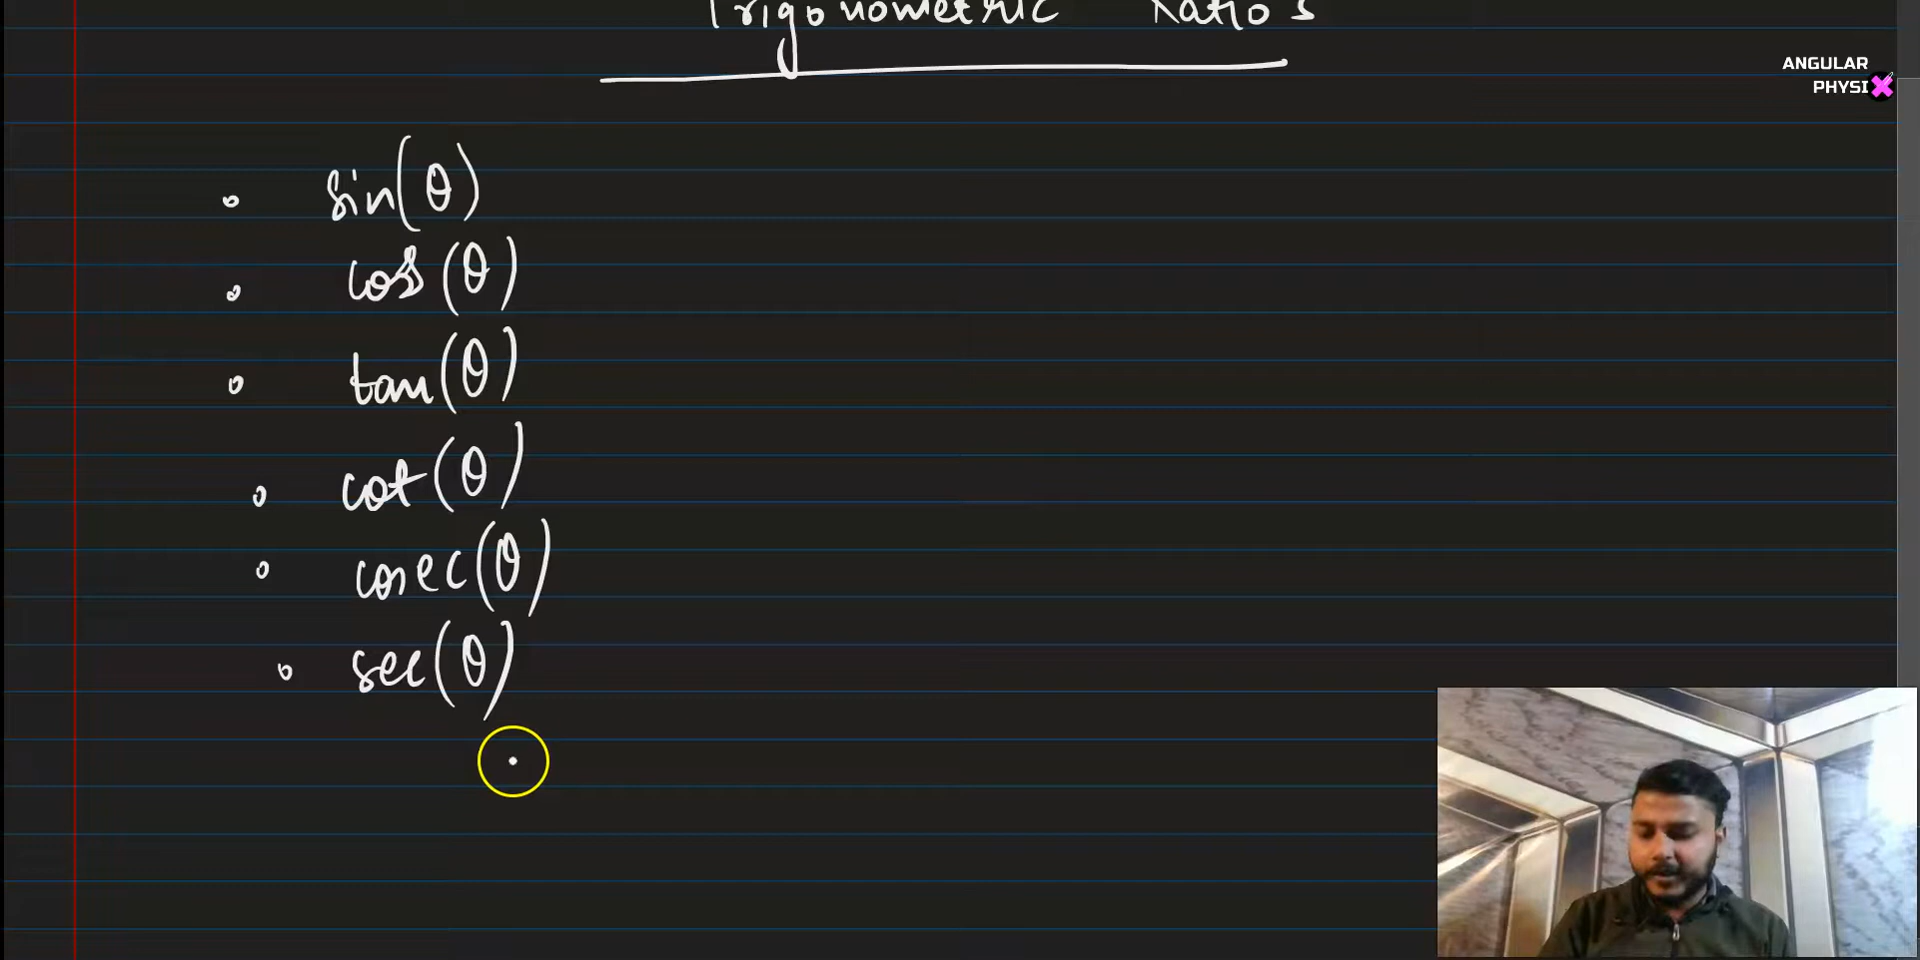 Trigonometric Ratio's
ANGULAR
PHYSI
• sin(θ)
• cos(θ)
• tan(θ)
• cot(θ)
• cosec(θ)
• sec(θ)